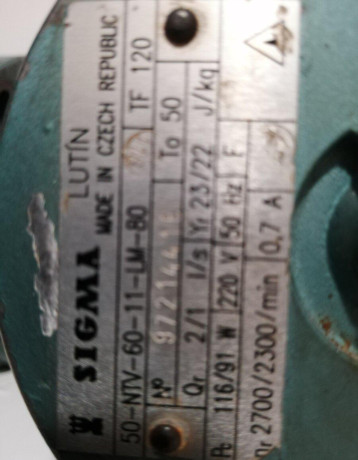 SIGMA LUTÍN
MADE IN CZECH REPUBLIC
50-NTV-60-11-LM-80 TF 120
Nº To 50
Qr 2/1 l/s Yr 23/22 J/kg
116/91 W 220 V 50 Hz F
nr 2700/2300/min 0,7 A